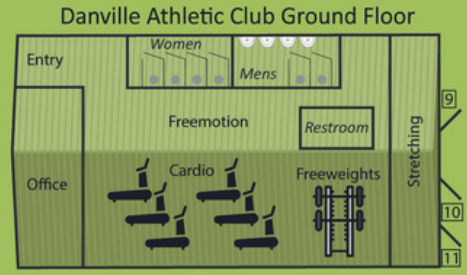 Danville Athletic Club Ground Floor
Women
Entry
Mens
9
Freemotion
Restroom
Stretching
Cardio
Freeweights
Office
10
11